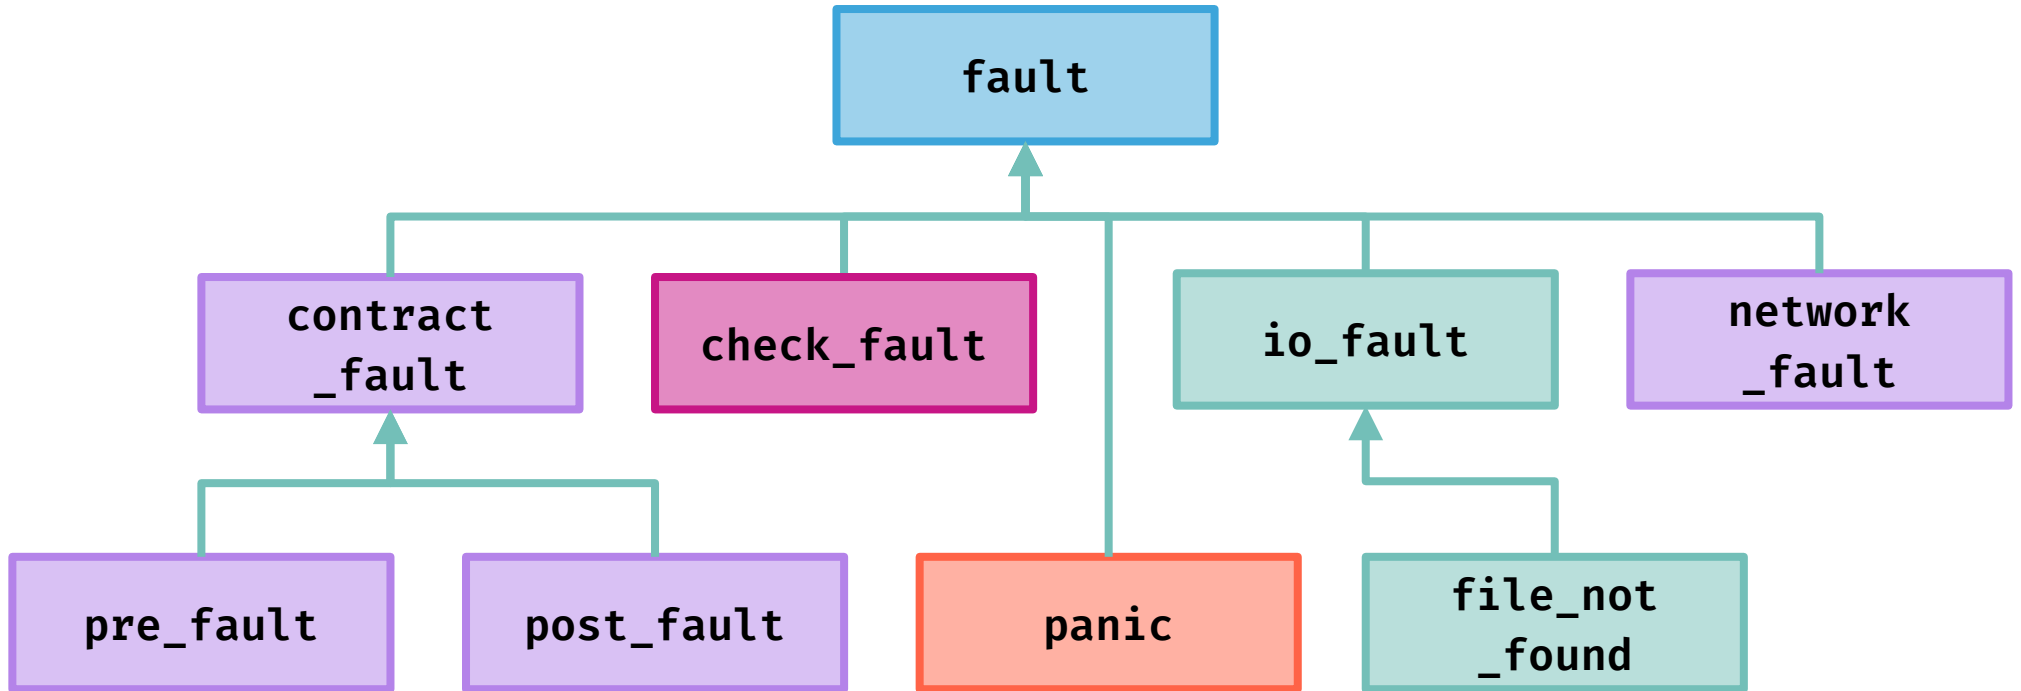 fault
contract
_fault
check_fault
io_fault
network
_fault
pre_fault
post_fault
panic
file_not
_found